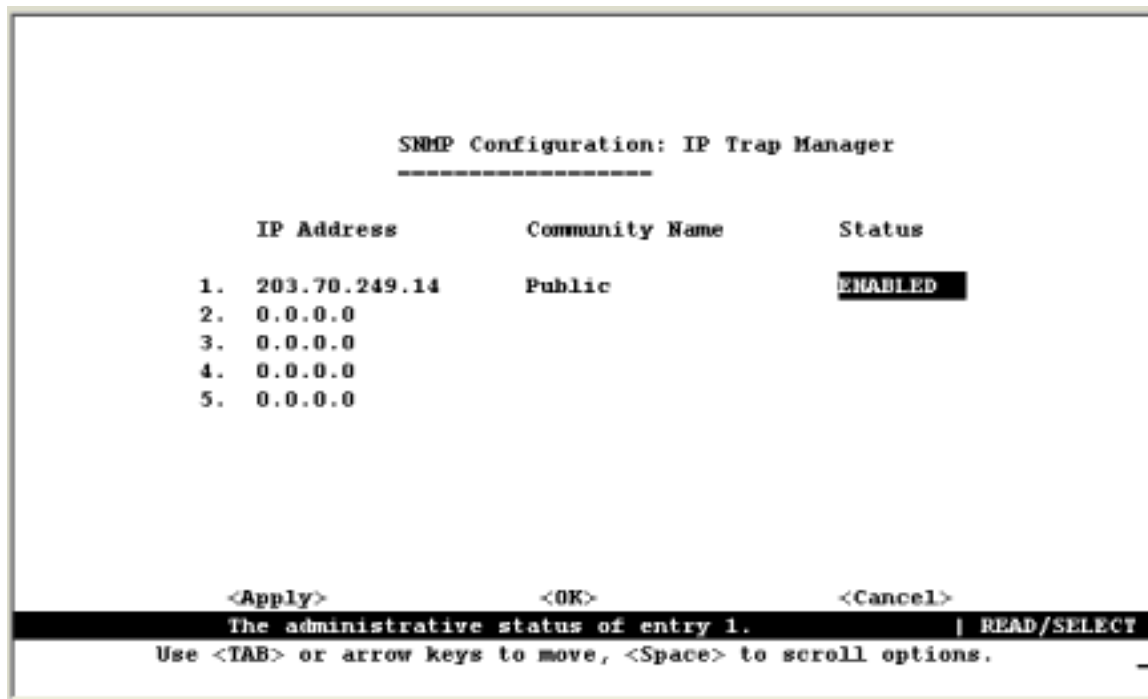 SNMP Configuration: IP Trap Manager
==================
IP Address Community Name Status
1. 203.70.249.14 Public ENABLED
2. 0.0.0.0
3. 0.0.0.0
4. 0.0.0.0
5. 0.0.0.0
<Apply> <OK> <Cancel>
The administrative status of entry 1. | READ/SELECT
Use <TAB> or arrow keys to move, <Space> to scroll options. _